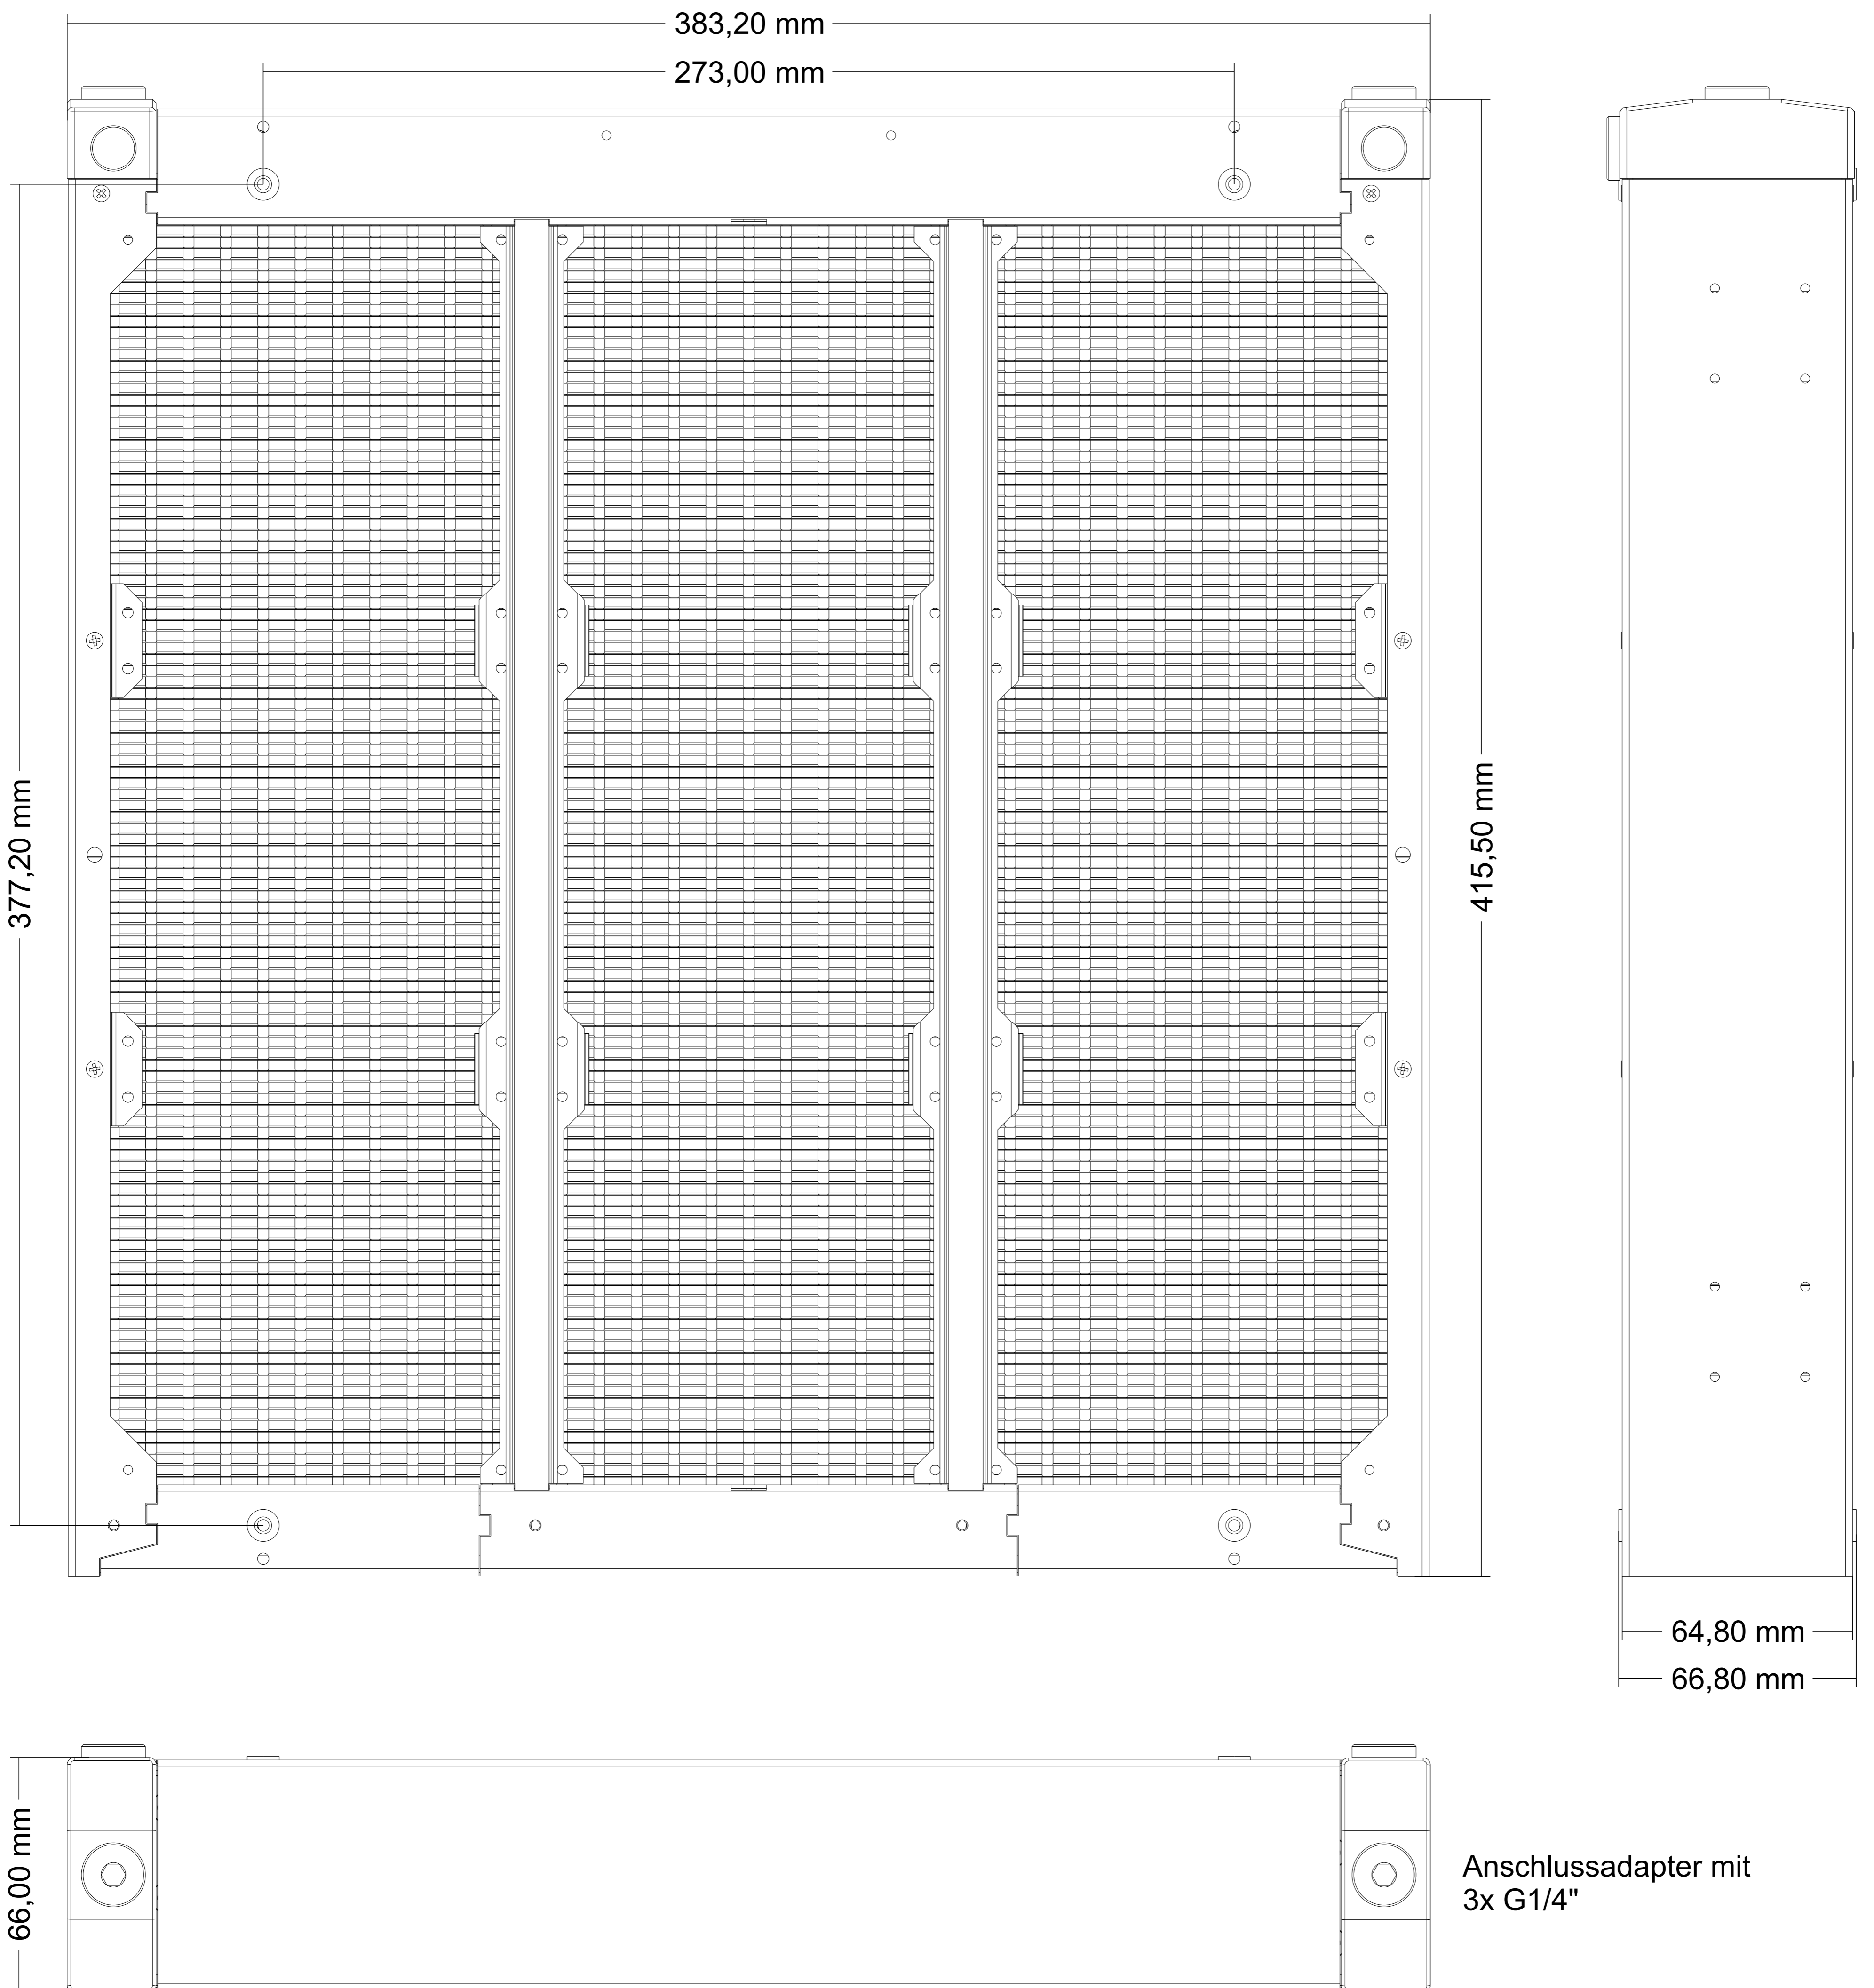 383,20 mm
273,00 mm
377,20 mm
415,50 mm
64,80 mm
66,80 mm
66,00 mm
Anschlussadapter mit
3x G1/4"